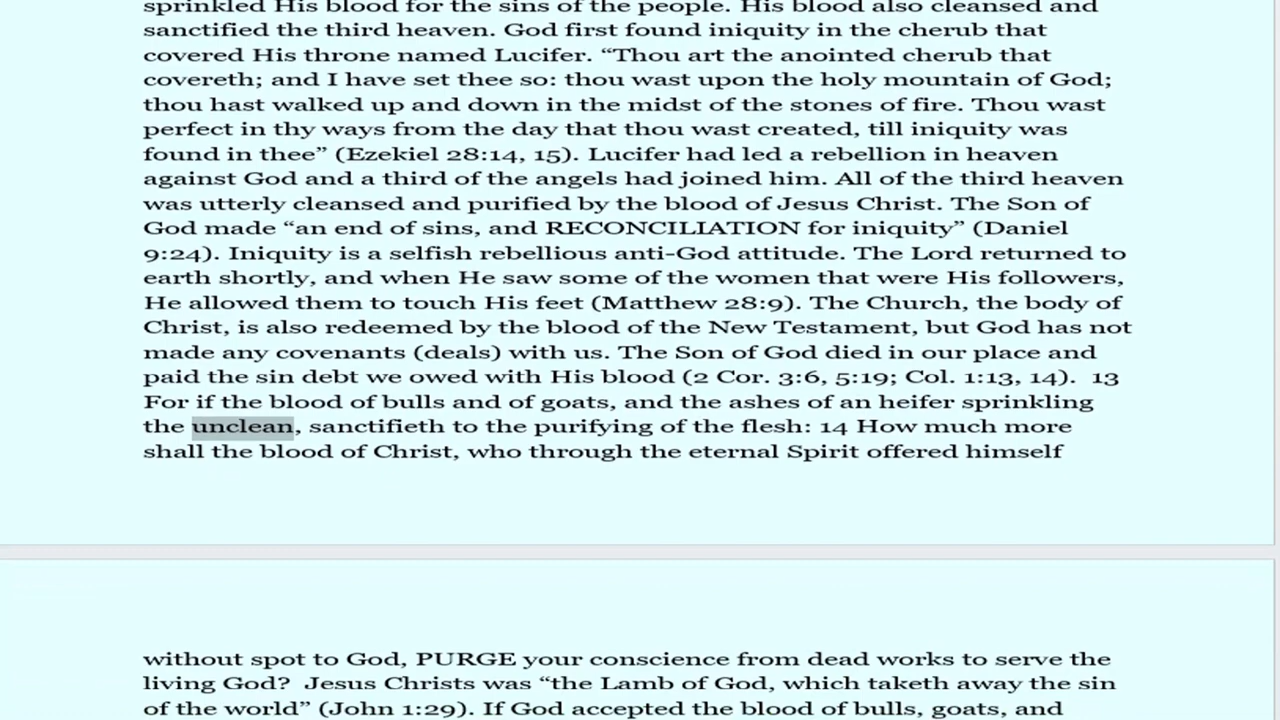 sprinkled His blood for the sins of the people. His blood also cleansed and
sanctified the third heaven. God first found iniquity in the cherub that
covered His throne named Lucifer. “Thou art the anointed cherub that
covereth; and I have set thee so: thou wast upon the holy mountain of God;
thou hast walked up and down in the midst of the stones of fire. Thou wast
perfect in thy ways from the day that thou wast created, till iniquity was
found in thee” (Ezekiel 28:14, 15). Lucifer had led a rebellion in heaven
against God and a third of the angels had joined him. All of the third heaven
was utterly cleansed and purified by the blood of Jesus Christ. The Son of
God made “an end of sins, and RECONCILIATION for iniquity” (Daniel
9:24). Iniquity is a selfish rebellious anti-God attitude. The Lord returned to
earth shortly, and when He saw some of the women that were His followers,
He allowed them to touch His feet (Matthew 28:9). The Church, the body of
Christ, is also redeemed by the blood of the New Testament, but God has not
made any covenants (deals) with us. The Son of God died in our place and
paid the sin debt we owed with His blood (2 Cor. 3:6, 5:19; Col. 1:13, 14).  13
For if the blood of bulls and of goats, and the ashes of an heifer sprinkling
the unclean, sanctifieth to the purifying of the flesh: 14 How much more
shall the blood of Christ, who through the eternal Spirit offered himself
without spot to God, PURGE your conscience from dead works to serve the
living God?  Jesus Christs was “the Lamb of God, which taketh away the sin
of the world” (John 1:29). If God accepted the blood of bulls, goats, and